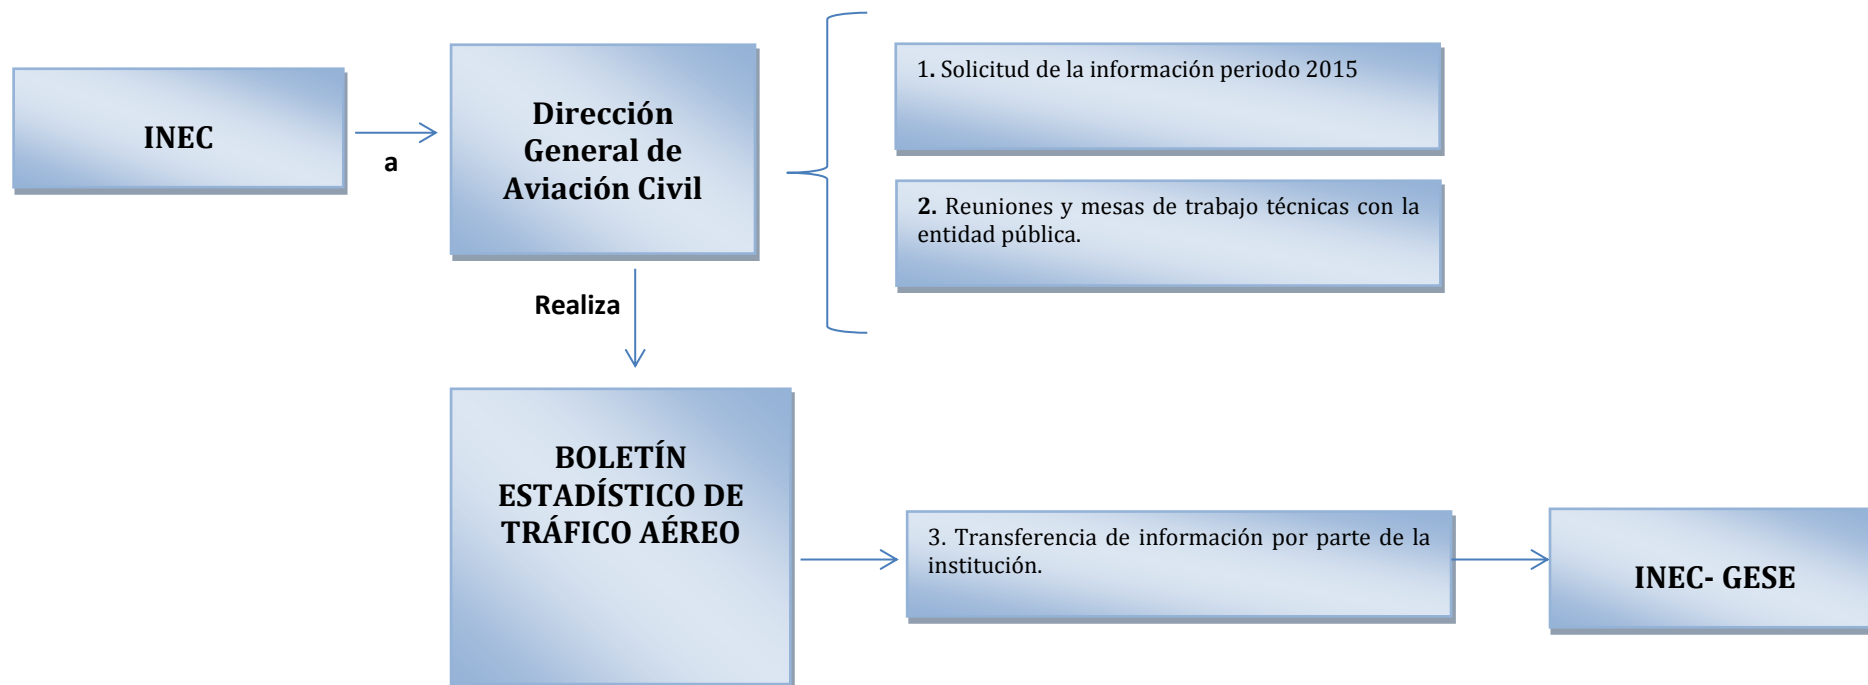 INEC
a
Dirección
General de
Aviación Civil
1. Solicitud de la información periodo 2015
2. Reuniones y mesas de trabajo técnicas con la
entidad pública.
Realiza
BOLETÍN
ESTADÍSTICO DE
TRÁFICO AÉREO
3. Transferencia de información por parte de la
institución.
INEC- GESE